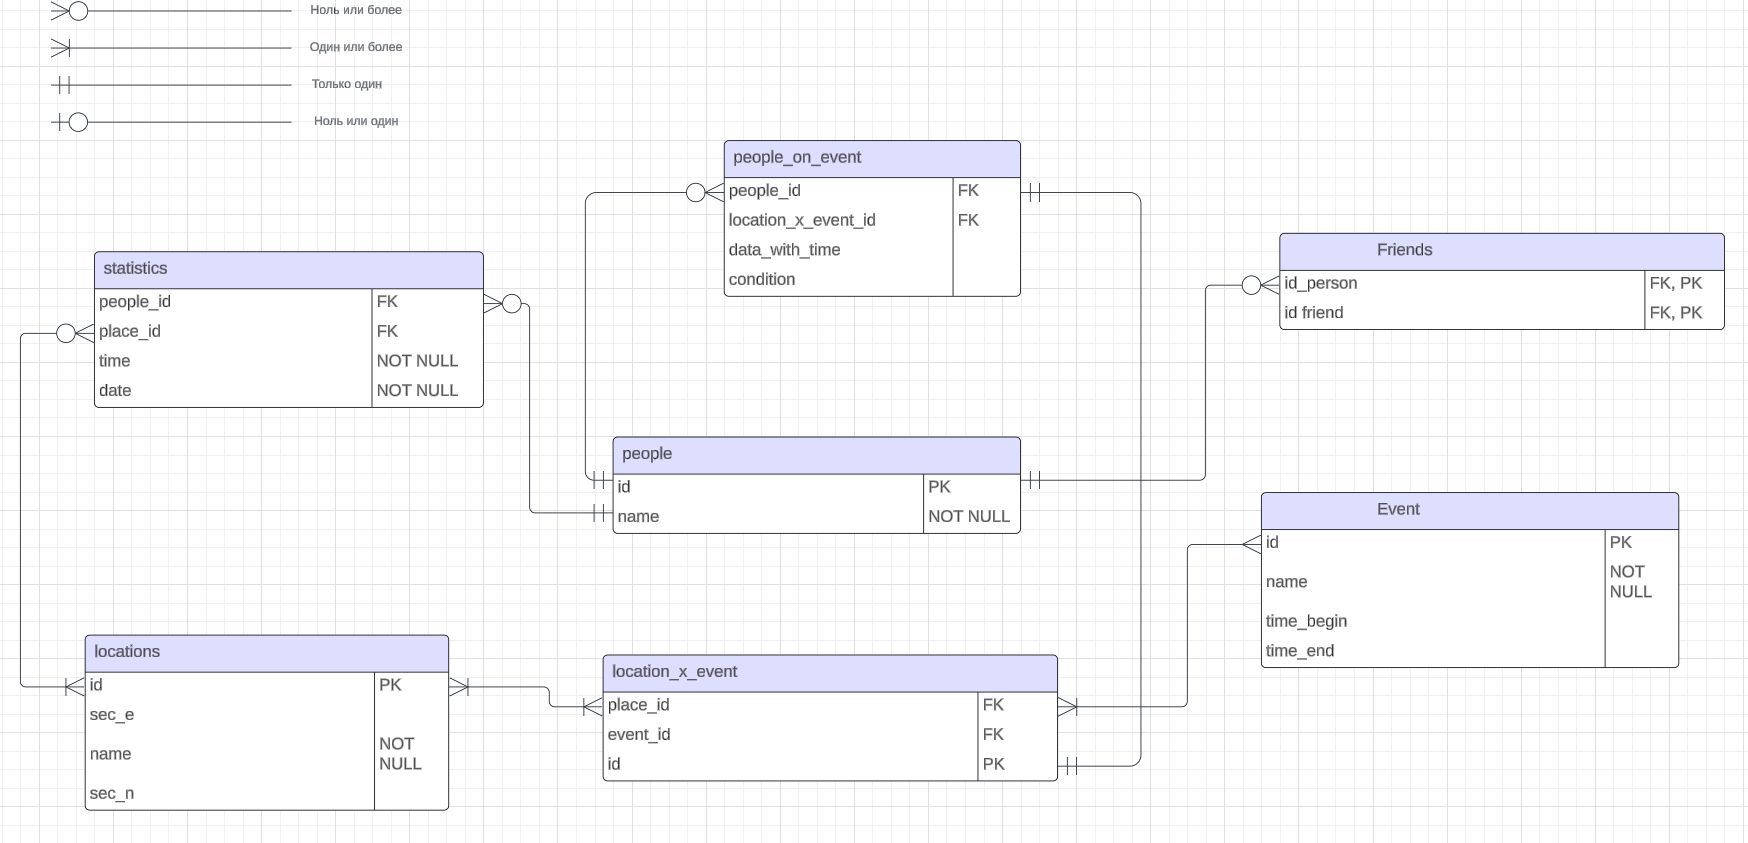 Ноль или более
Один или более
Только один
Ноль или один
people_on_event
people_id FK
location_x_event_id FK
data_with_time
condition
statistics
people_id FK
place_id FK
time NOT NULL
date NOT NULL
Friends
id_person FK, PK
id friend FK, PK
people
id PK
name NOT NULL
Event
id PK
name NOT
NULL
time_begin
time_end
locations
id PK
sec_e
name NOT
NULL
sec_n
location_x_event
place_id FK
event_id FK
id PK